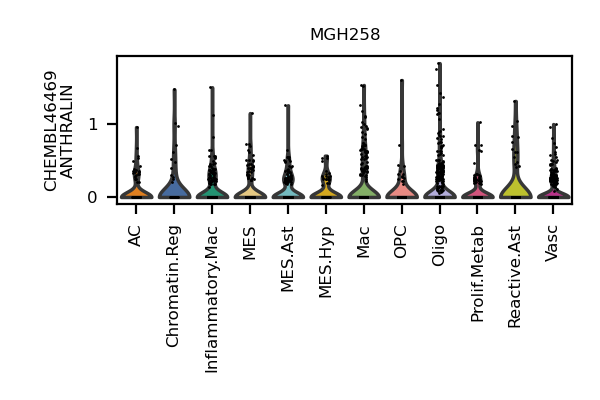 MGH258
CHEMBL46469
ANTHRALIN
1
0
AC
Chromatin.Reg
Inflammatory.Mac
MES
MES.Ast
MES.Hyp
Mac
OPC
Oligo
Prolif.Metab
Reactive.Ast
Vasc